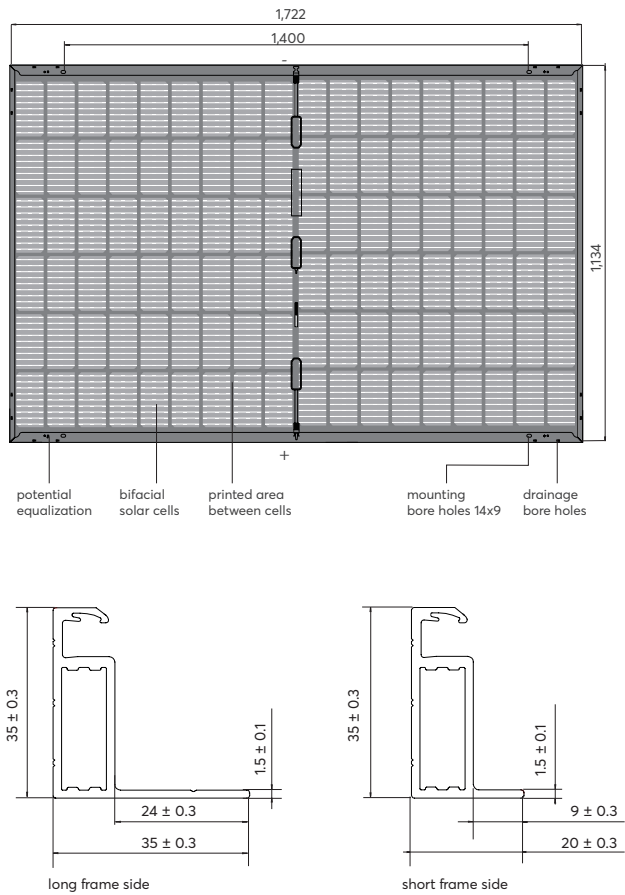 1,722
1,400
-
1,134
+
potential
equalization
bifacial
solar cells
printed area
between cells
mounting
bore holes 14x9
drainage
bore holes
35 ± 0.3
1.5 ± 0.1
24 ± 0.3
35 ± 0.3
long frame side
35 ± 0.3
1.5 ± 0.1
9 ± 0.3
20 ± 0.3
short frame side